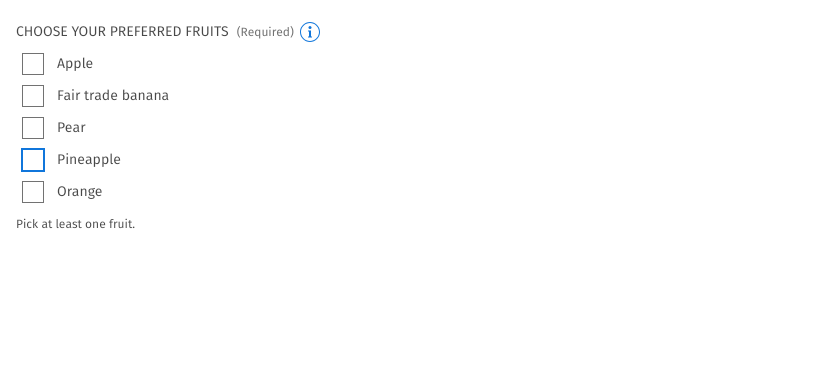 CHOOSE YOUR PREFERRED FRUITS (Required) i
Apple
Fair trade banana
Pear
Pineapple
Orange
Pick at least one fruit.